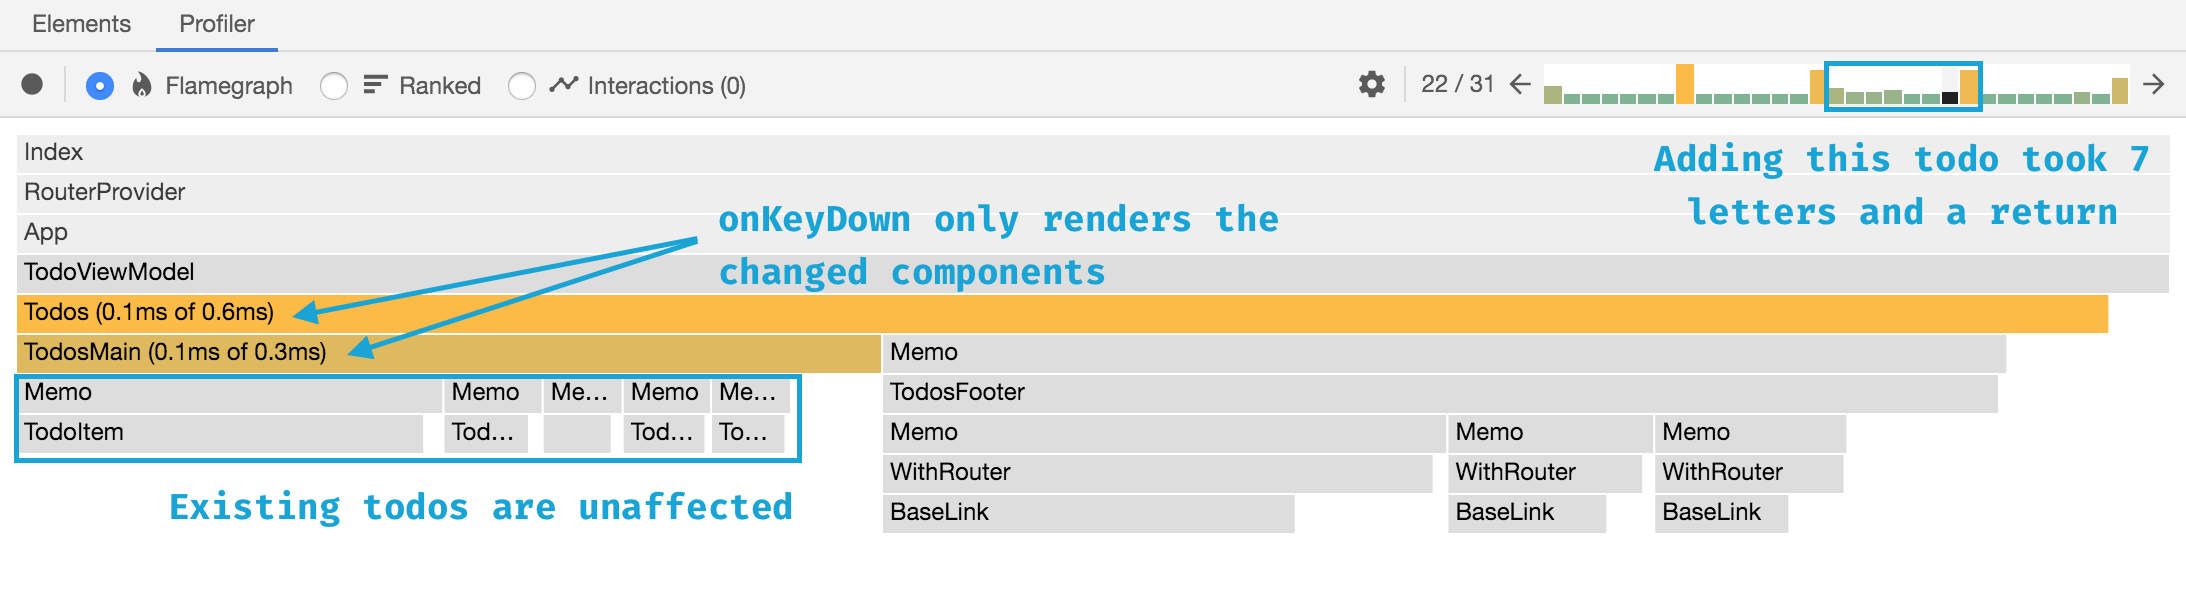 Elements Profiler
Flamegraph Ranked Interactions (0) 22 / 31
Index
Adding this todo took 7
RouterProvider
letters and a return
onKeyDown only renders the
App
changed components
TodoViewModel
Todos (0.1ms of 0.6ms)
TodosMain (0.1ms of 0.3ms) Memo
Memo Memo Me… Memo Me… TodosFooter
TodoItem Tod… Tod… To… Memo Memo Memo
WithRouter WithRouter WithRouter
Existing todos are unaffected
BaseLink BaseLink BaseLink